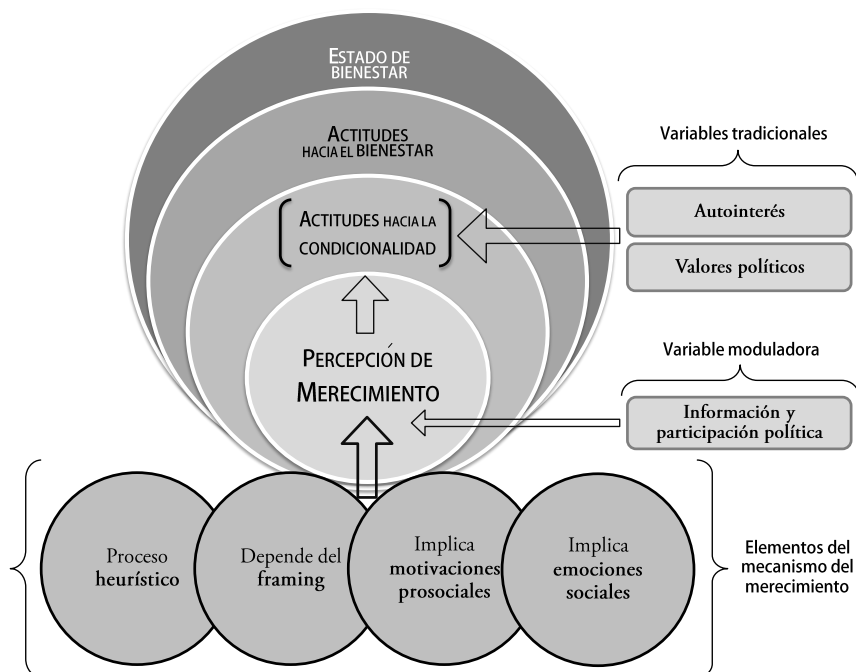 ESTADO DE
BIENESTAR
ACTITUDES
HACIA EL BIENESTAR
ACTITUDES HACIA LA
CONDICIONALIDAD
PERCEPCIÓN DE
MERECIMIENTO
Variables tradicionales
Autointerés
Valores políticos
Variable moduladora
Información y
participación política
Proceso
heurístico
Depende del
framing
Implica
motivaciones
prosociales
Implica
emociones
sociales
Elementos del
mecanismo del
merecimiento